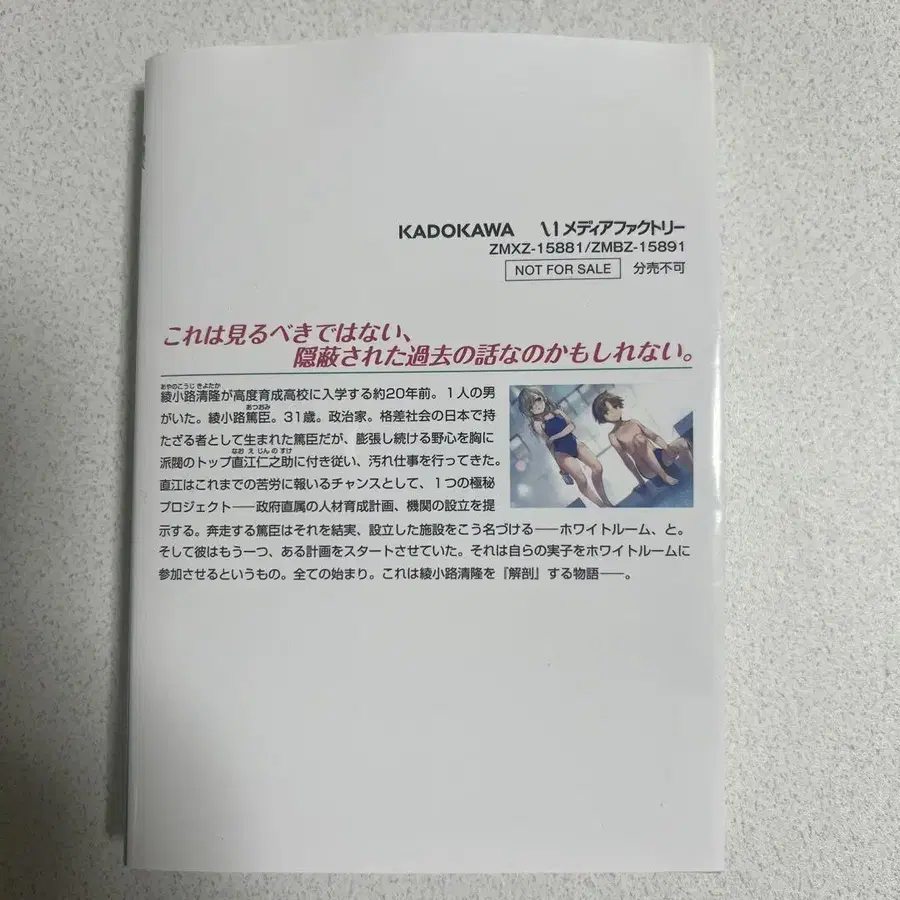 KADOKAWA メディアファクトリー
ZMXZ-15881/ZMBZ-15891
NOT FOR SALE 分売不可
これは見るべきではない、
隠蔽された過去の話なのかもしれない。
あやのこうじ きよたか
綾小路清隆が高度育成高校に入学する約20年前。1人の男
あつおみ
がいた。綾小路篤臣。31歳。政治家。格差社会の日本で持
たざる者として生まれた篤臣だが、膨張し続ける野心を胸に
なお え じん の すけ
派閥のトップ直江仁之助に付き従い、汚れ仕事を行ってきた。
直江はこれまでの苦労に報いるチャンスとして、1つの極秘
プロジェクト――政府直属の人材育成計画、機関の設立を提
示する。奔走する篤臣はそれを結実、設立した施設をこう名づける――ホワイトルーム、と。
そして彼はもう一つ、ある計画をスタートさせていた。それは自らの実子をホワイトルームに
参加させるというもの。全ての始まり。これは綾小路清隆を『解剖』する物語――。